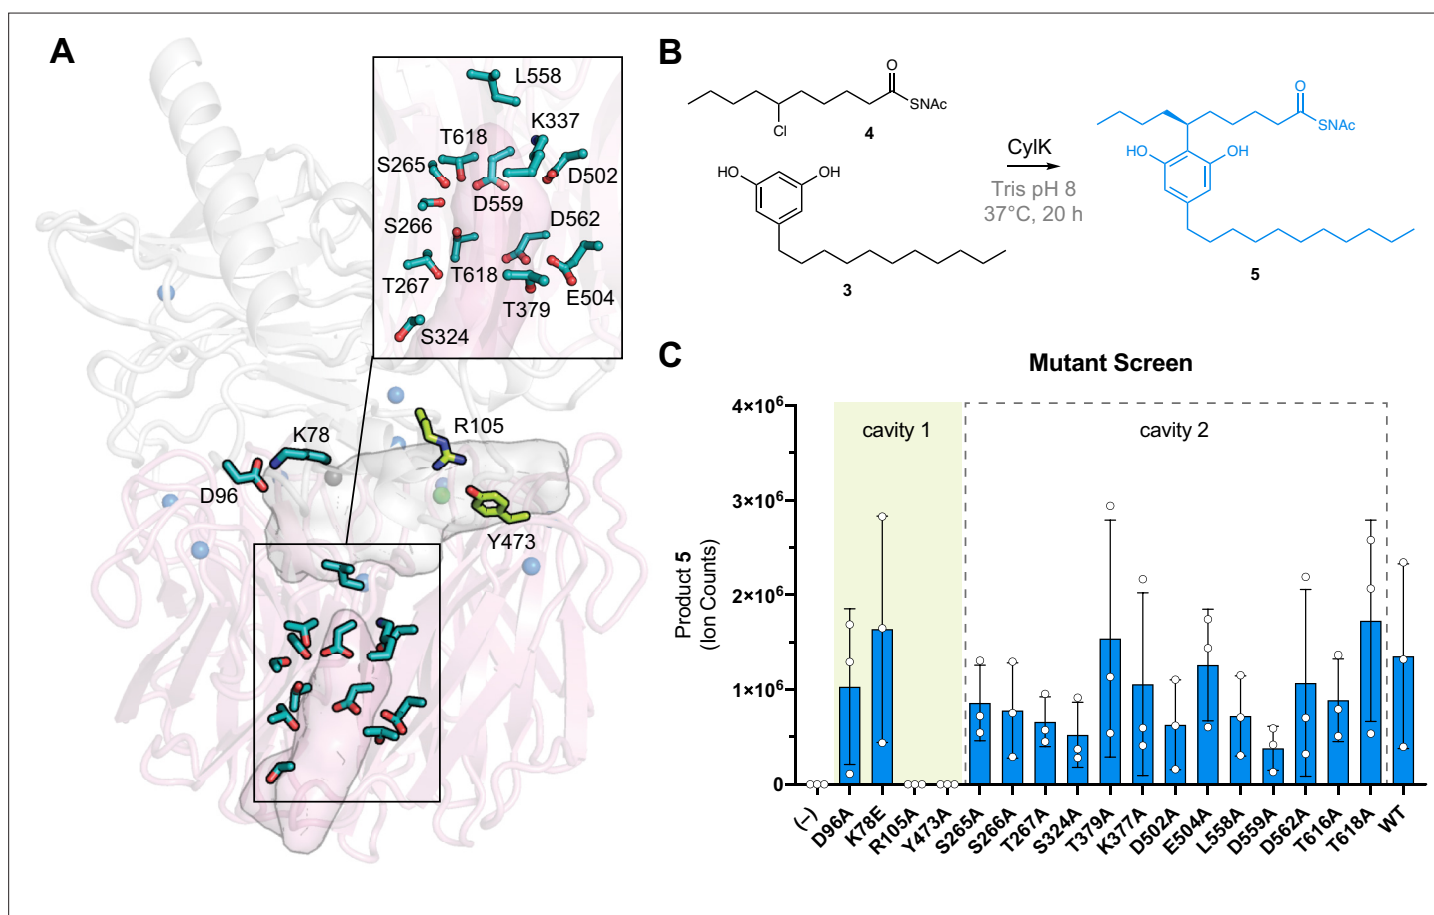 A
L558
K337
T618
S265
D502
D559
S266
D562
T267
T618
E504
T379
S324
R105
K78
D96
Y473
B
O
SNAc
Cl
4
HO
OH
3
CylK
Tris pH 8
37°C, 20 h
O
SNAc
HO
OH
5
C
Mutant Screen
Product 5
(Ion Counts)
4×10⁶
3×10⁶
2×10⁶
1×10⁶
0
cavity 1
cavity 2
(–)
D96A
K78E
R105A
Y473A
S265A
S266A
T267A
S324A
T379A
K377A
D502A
E504A
L558A
D559A
D562A
T616A
T618A
WT